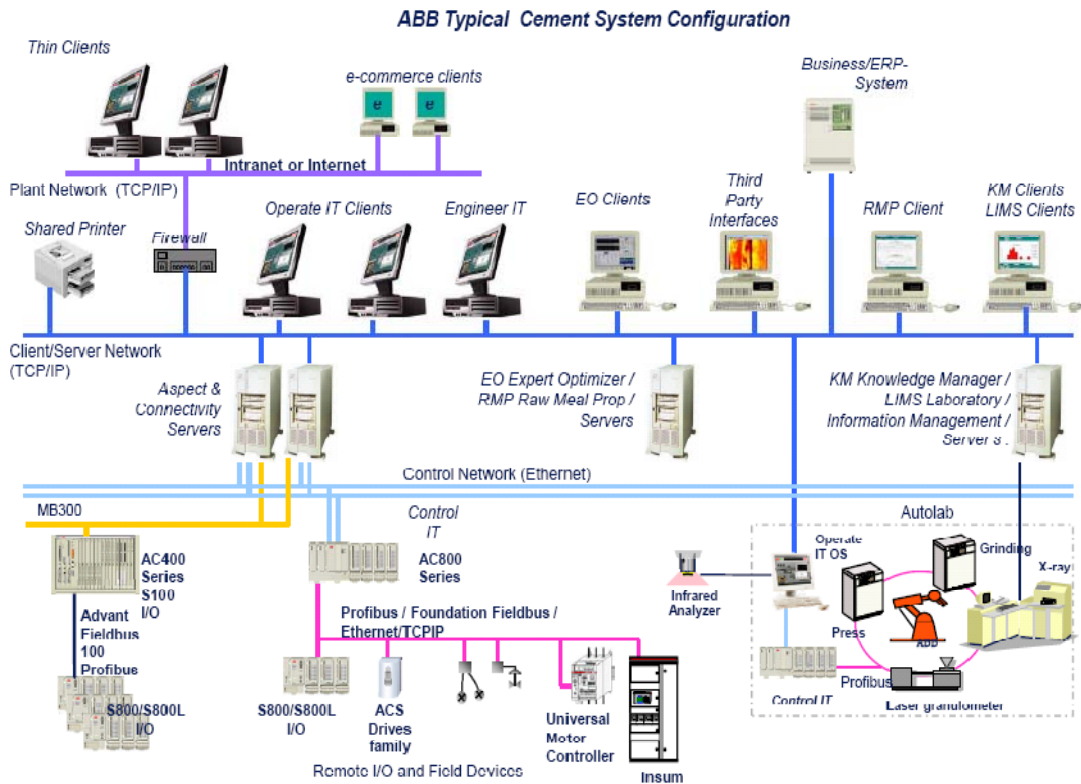 ABB Typical Cement System Configuration
Thin Clients
e-commerce clients
Business/ERP-
System
e
e
Intranet or Internet
Plant Network (TCP/IP)
Shared Printer
Firewall
Operate IT Clients
Engineer IT
EO Clients
Third
Party
Interfaces
RMP Client
KM Clients
LIMS Clients
Client/Server Network
(TCP/IP)
Aspect &
Connectivity
Servers
EO Expert Optimizer /
RMP Raw Meal Prop /
Servers
KM Knowledge Manager /
LIMS Laboratory /
Information Management /
Servers .
Control Network (Ethernet)
MB300
Control
IT
Autolab
AC400
Series
S100
I/O
AC800
Series
Infrared
Analyzer
Operate
IT OS
Grinding
X-ray
Press
ABB
Advant
Fieldbus
100
Profibus
Profibus / Foundation Fieldbus /
Ethernet/TCPIP
Control IT
Profibus
Laser granulometer
S800/S800L
I/O
S800/S800L
I/O
ACS
Drives
family
Universal
Motor
Controller
Insum
Remote I/O and Field Devices